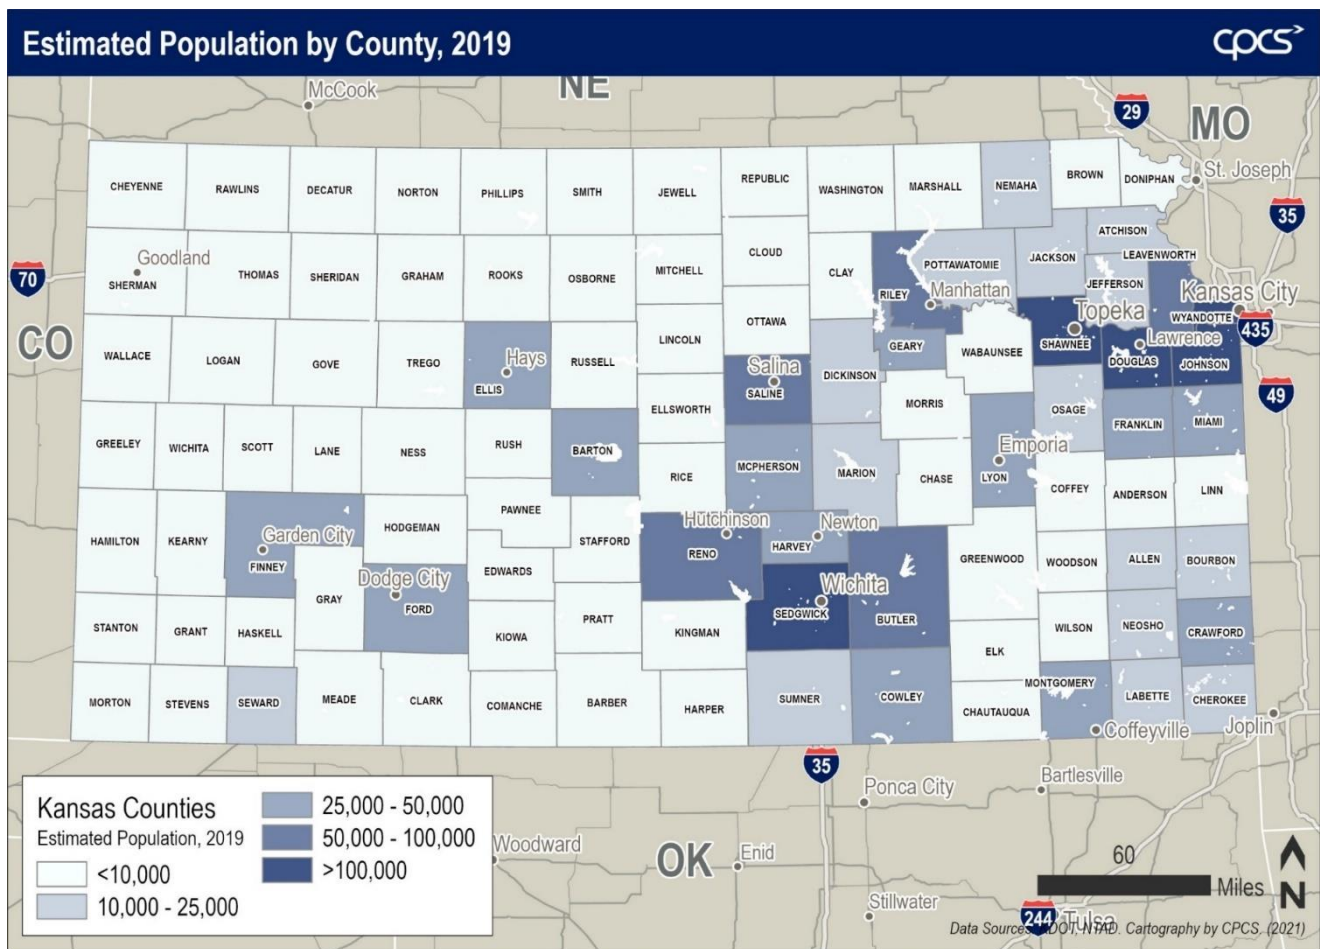 Estimated Population by County, 2019
cpcs
McCook
NE
29
MO
CHEYENNE
RAWLINS
DECATUR
NORTON
PHILLIPS
SMITH
JEWELL
REPUBLIC
WASHINGTON
MARSHALL
NEMAHA
BROWN
DONIPHAN
St. Joseph
35
70
Goodland
SHERMAN
THOMAS
SHERIDAN
GRAHAM
ROOKS
OSBORNE
MITCHELL
CLOUD
CLAY
RILEY
Manhattan
POTTAWATOMIE
JACKSON
ATCHISON
LEAVENWORTH
JEFFERSON
Kansas City
WYANDOTTE
435
CO
WALLACE
LOGAN
GOVE
TREGO
Hays
ELLIS
RUSSELL
LINCOLN
OTTAWA
Salina
SALINE
DICKINSON
GEARY
WABAUNSEE
Topeka
SHAWNEE
Lawrence
DOUGLAS
JOHNSON
49
GREELEY
WICHITA
SCOTT
LANE
NESS
RUSH
BARTON
ELLSWORTH
RICE
MCPHERSON
MARION
MORRIS
CHASE
Emporia
LYON
OSAGE
FRANKLIN
MIAMI
COFFEY
ANDERSON
LINN
HAMILTON
KEARNY
Garden City
FINNEY
HODGEMAN
PAWNEE
STAFFORD
EDWARDS
Hutchinson
RENO
Newton
HARVEY
GREENWOOD
WOODSON
ALLEN
BOURBON
Dodge City
FORD
GRAY
STANTON
GRANT
HASKELL
KIOWA
PRATT
KINGMAN
Wichita
SEDGWICK
BUTLER
ELK
WILSON
NEOSHO
CRAWFORD
MORTON
STEVENS
SEWARD
MEADE
CLARK
COMANCHE
BARBER
HARPER
SUMNER
COWLEY
CHAUTAUQUA
MONTGOMERY
LABETTE
CHEROKEE
Coffeyville
Joplin
35
Ponca City
Bartlesville
Woodward
OK
Enid
Stillwater
244
Tulsa
Kansas Counties
Estimated Population, 2019
<10,000
10,000 - 25,000
25,000 - 50,000
50,000 - 100,000
>100,000
60
Miles
N
Data Sources: KDOT, NTAD. Cartography by CPCS. (2021)